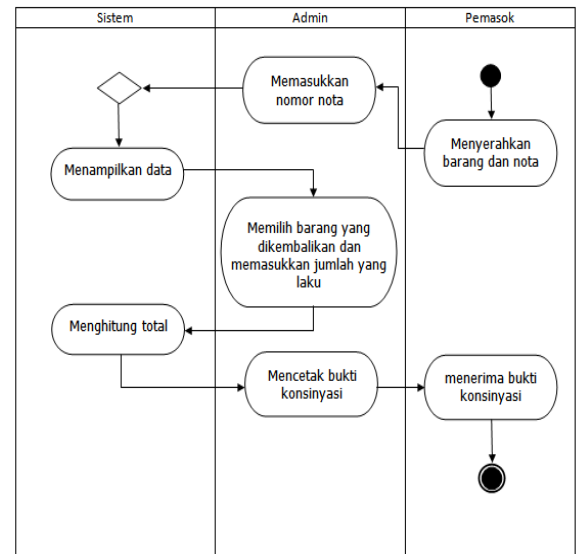 Sistem
Admin
Pemasok
Memasukkan
nomor nota
Menyerahkan
barang dan nota
Menampilkan data
Memilih barang yang
dikembalikan dan
memasukkan jumlah yang
laku
Menghitung total
Mencetak bukti
konsinyasi
menerima bukti
konsinyasi